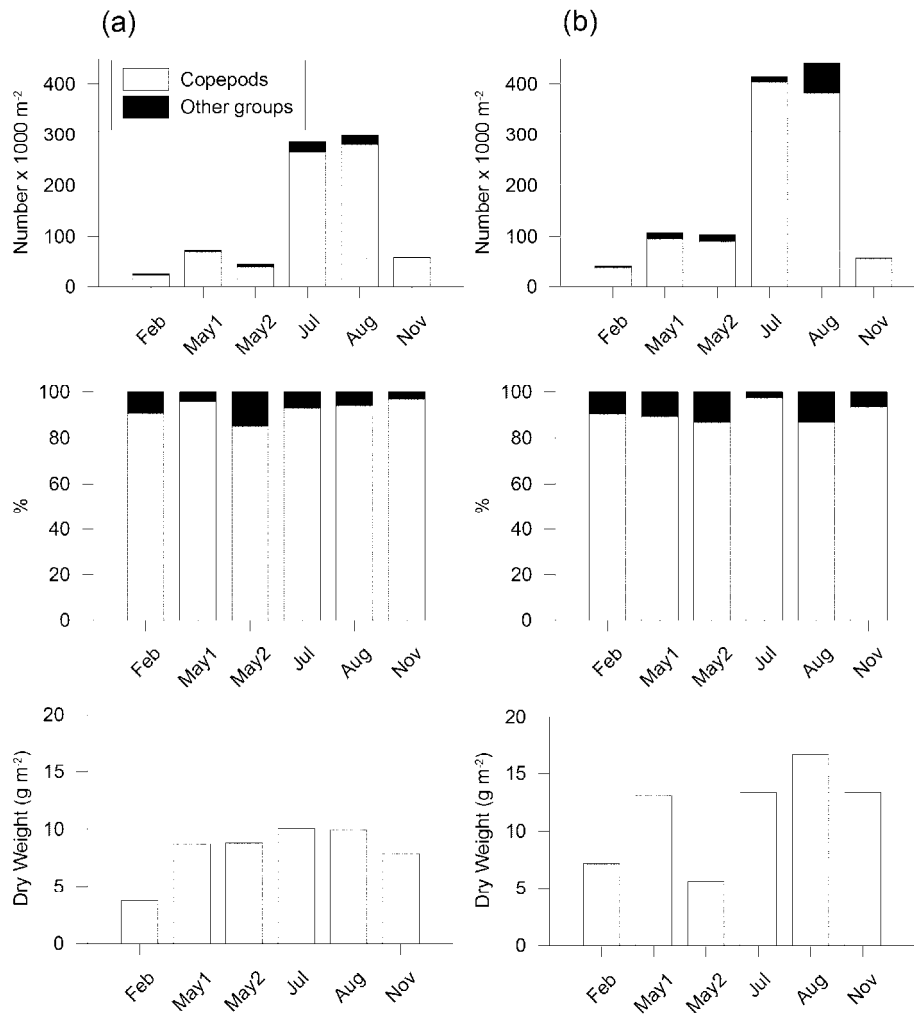 (a)
(b)
Number x 1000 m-2
400
300
200
100
0
Copepods
Other groups
Feb
May1
May2
Jul
Aug
Nov
Number x 1000 m-2
400
300
200
100
0
Feb
May1
May2
Jul
Aug
Nov
%
100
80
60
40
20
0
Feb
May1
May2
Jul
Aug
Nov
%
100
80
60
40
20
0
Feb
May1
May2
Jul
Aug
Nov
Dry Weight (g m-2)
20
15
10
5
0
Feb
May1
May2
Jul
Aug
Nov
Dry Weight (g m-2)
20
15
10
5
0
Feb
May1
May2
Jul
Aug
Nov